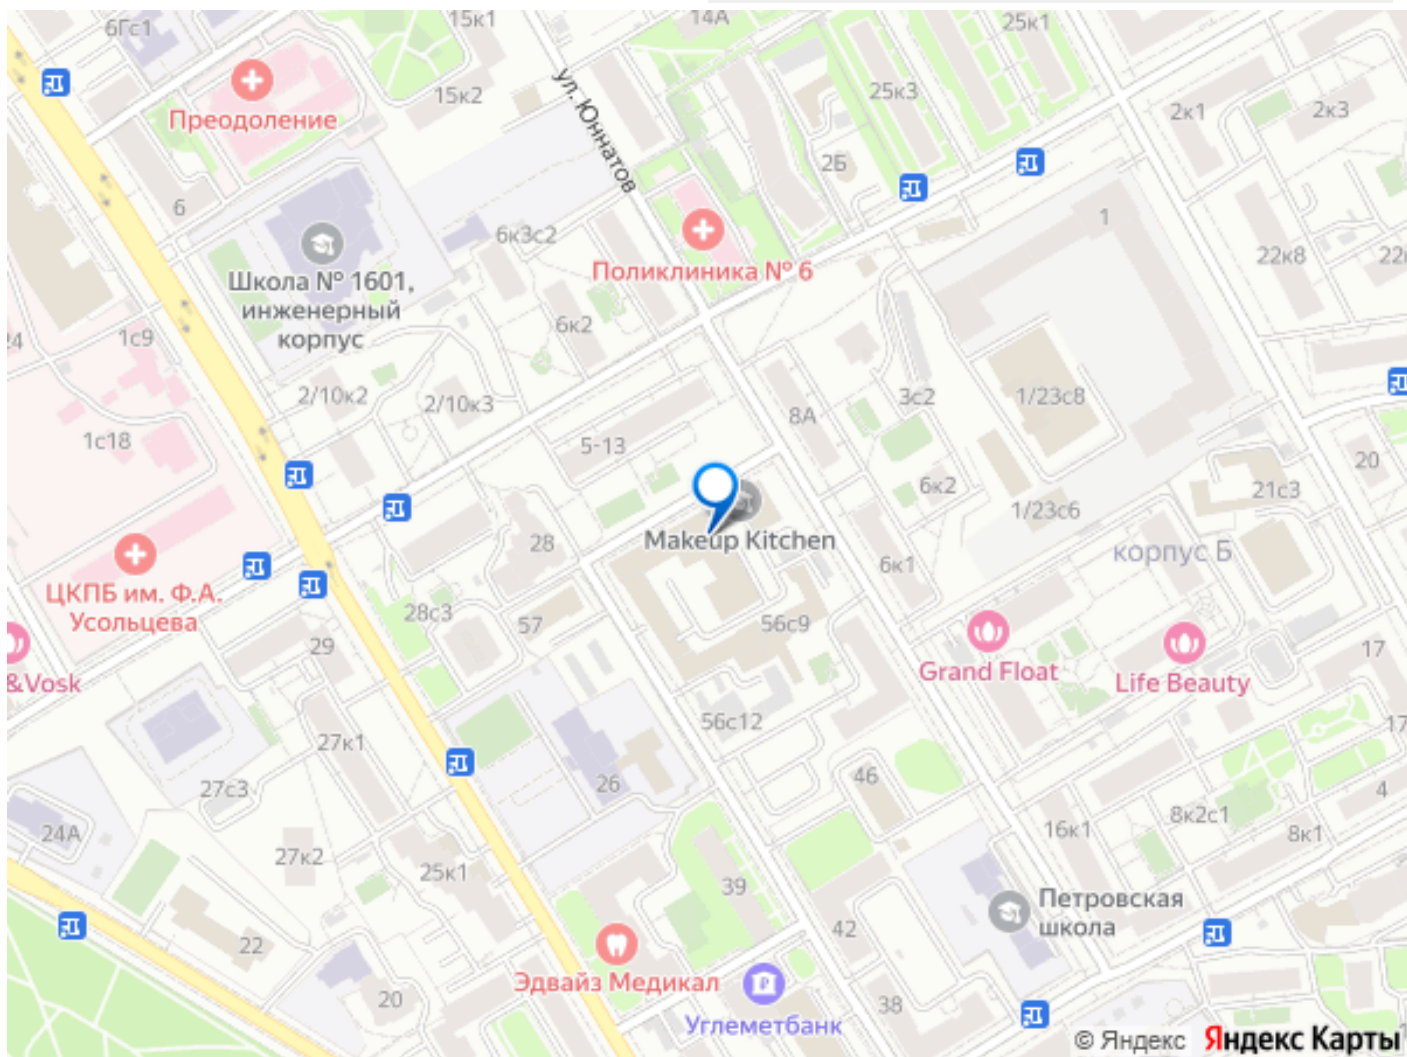 6Гс1
15к1
14А
25к1
15к2
25к3
2к1
2к3
Преодоление
ул. Юннатов
2Б
6
6к3с2
1
22к8
Школа № 1601,
инженерный
корпус
Поликлиника № 6
6к2
1с9
2/10к2
2/10к3
8А
3с2
1/23с8
1с18
5-13
20
6к2
21с3
1/23с6
Makeup Kitchen
28
корпус Б
6к1
ЦКПБ им. Ф.А.
Усольцева
28с3
57
56с9
29
Grand Float
Life Beauty
17
&Vosk
56с12
27к1
17
46
26
27с3
4
24А
16к1
8к2с1
8к1
27к2
25к1
39
Петровская
школа
42
22
Эдвайз Медикал
20
38
Углеметбанк
© Яндекс Яндекс Карты